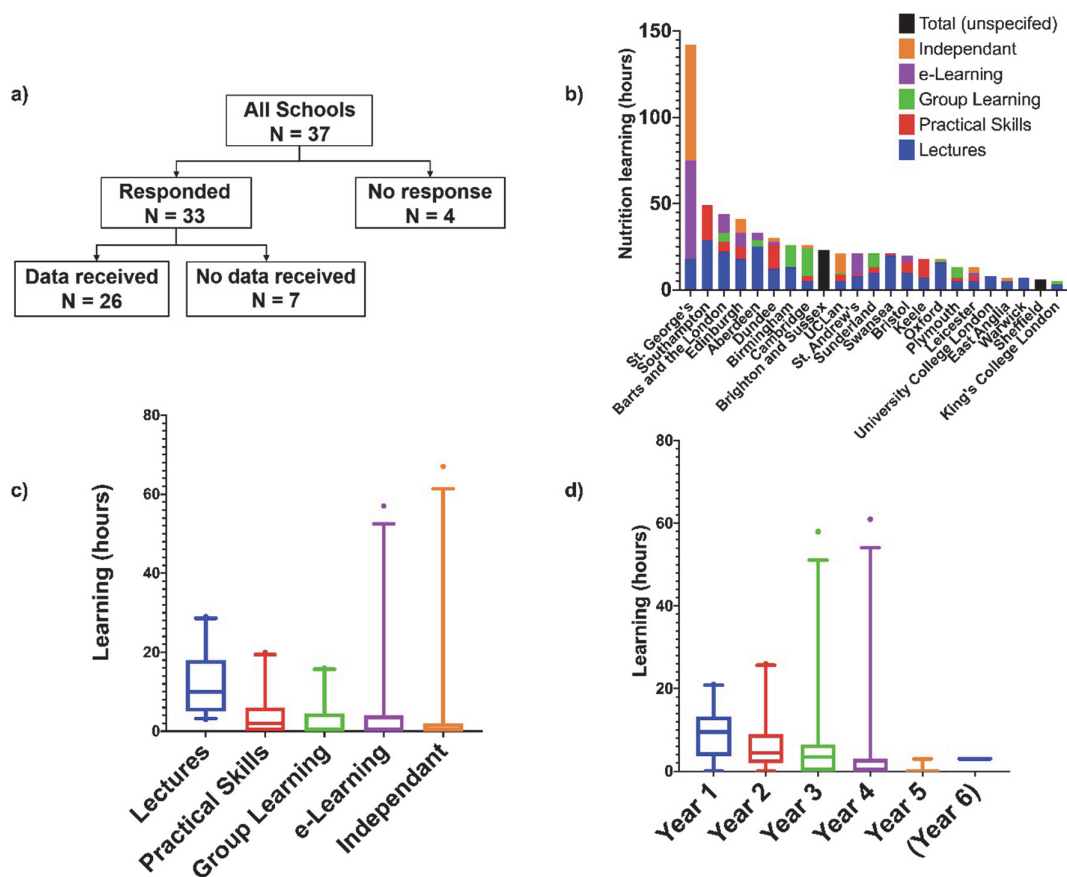 a)
All Schools
N = 37
Responded
N = 33
No response
N = 4
Data received
N = 26
No data received
N = 7
b)
Nutrition learning (hours)
150
100
50
0
Total (unspecifed)
Independant
e-Learning
Group Learning
Practical Skills
Lectures
St. George's
Southampton
Barts and the London
Edinburgh
Aberdeen
Dundee
Birmingham
Cambridge
Brighton and Sussex
UCLan
St. Andrew's
Sunderland
Swansea
Bristol
Keele
Oxford
Plymouth
Leicester
University College London
East Anglia
Warwick
Sheffield
King's College London
c)
Learning (hours)
80
60
40
20
0
Lectures
Practical Skills
Group Learning
e-Learning
Independant
d)
Learning (hours)
80
60
40
20
0
Year 1
Year 2
Year 3
Year 4
Year 5
(Year 6)